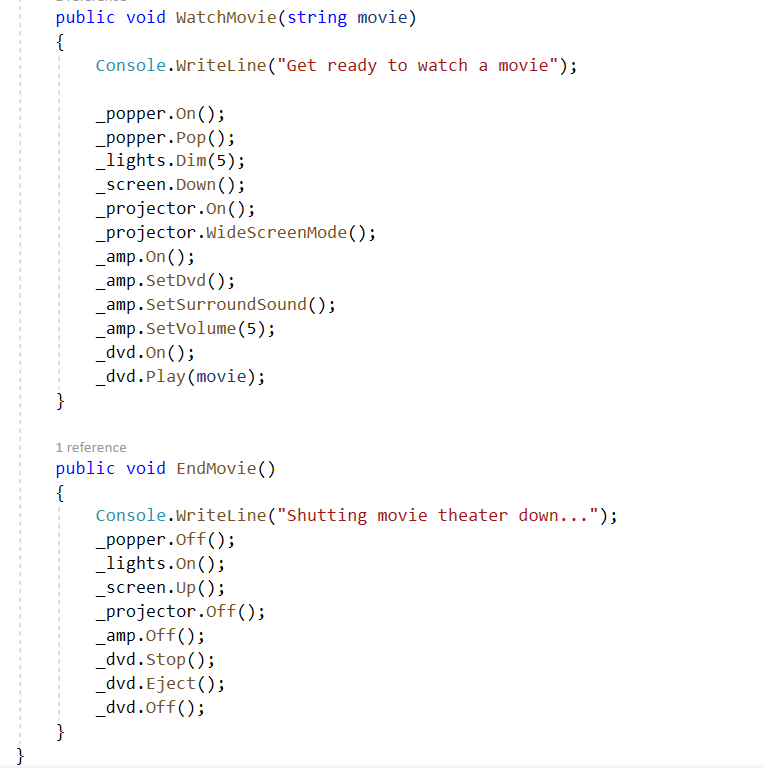 public void WatchMovie(string movie)
{
Console.WriteLine("Get ready to watch a movie");
_popper.On();
_popper.Pop();
_lights.Dim(5);
_screen.Down();
_projector.On();
_projector.WideScreenMode();
_amp.On();
_amp.SetDvd();
_amp.SetSurroundSound();
_amp.SetVolume(5);
_dvd.On();
_dvd.Play(movie);
}
1 reference
public void EndMovie()
{
Console.WriteLine("Shutting movie theater down...");
_popper.Off();
_lights.On();
_screen.Up();
_projector.Off();
_amp.Off();
_dvd.Stop();
_dvd.Eject();
_dvd.Off();
}
}